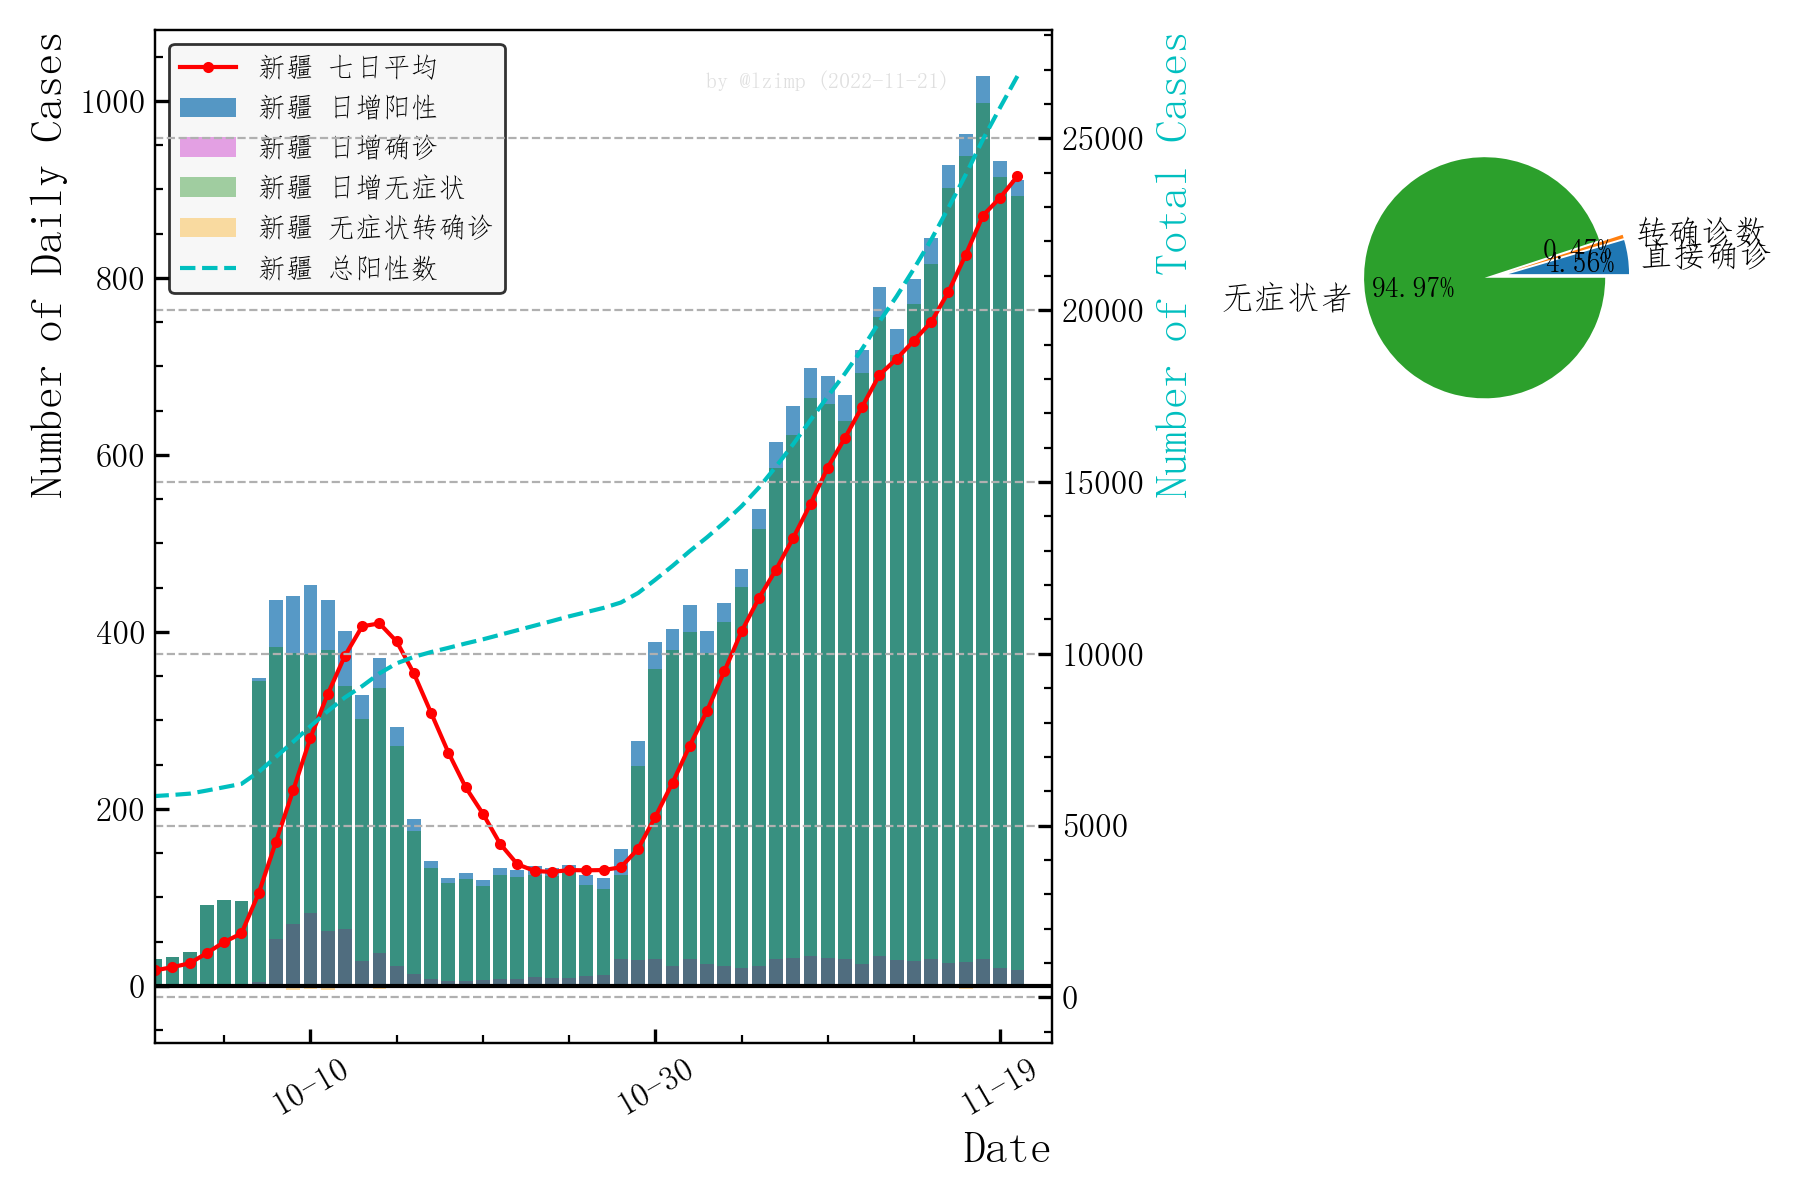 Number of Daily Cases
1000
800
600
400
200
0
新疆 七日平均
新疆 日增阳性
新疆 日增确诊
新疆 日增无症状
新疆 无症状转确诊
新疆 总阳性数
by @lzimp (2022-11-21)
25000
20000
15000
10000
5000
0
Number of Total Cases
10-10
10-30
11-19
Date
转确诊数
0.47%
直接确诊
4.56%
无症状者
94.97%